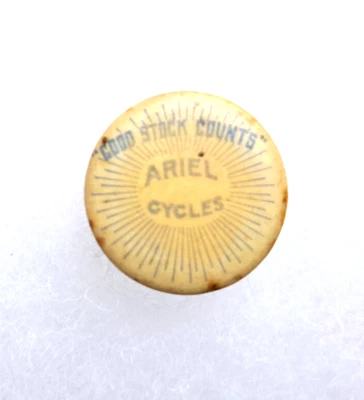 "GOOD STOCK COUNTS"
ARIEL
CYCLES